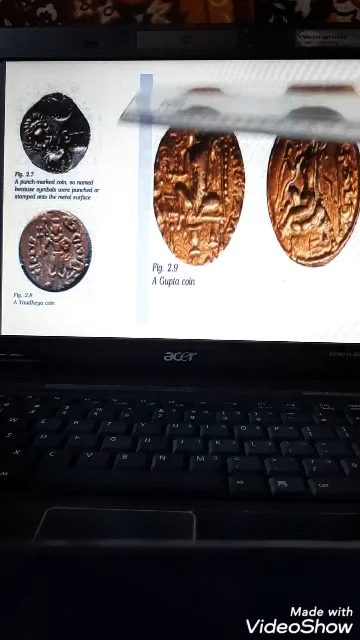 Fig. 2.7
A punch-marked coin, so named
because symbols were punched or
stamped onto the metal surface
Fig. 2.8
A Yaudheya coin
Fig. 2.9
A Gupta coin
acer
Made with
VideoShow